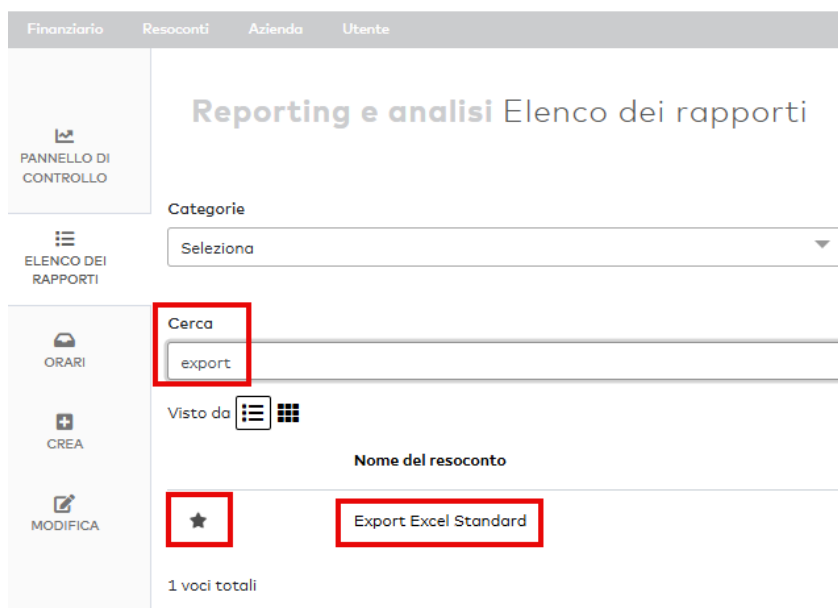 Finanziario Resoconti Azienda Utente
Reporting e analisi Elenco dei rapporti
PANNELLO DI
CONTROLLO
ELENCO DEI
RAPPORTI
ORARI
CREA
MODIFICA
Categorie
Seleziona
Cerca
export
Visto da
Nome del resoconto
Export Excel Standard
1 voci totali